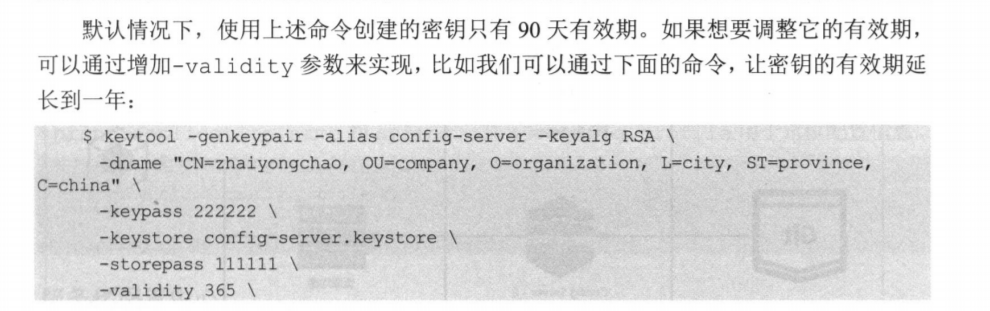 默认情况下，使用上述命令创建的密钥只有 90 天有效期。如果想要调整它的有效期，
可以通过增加-validity 参数来实现，比如我们可以通过下面的命令，让密钥的有效期延
长到一年：
$ keytool -genkeypair -alias config-server -keyalg RSA \
-dname "CN=zhaiyongchao, OU=company, O=organization, L=city, ST=province,
C=china" \
-keypass 222222 \
-keystore config-server.keystore \
-storepass 111111 \
-validity 365 \